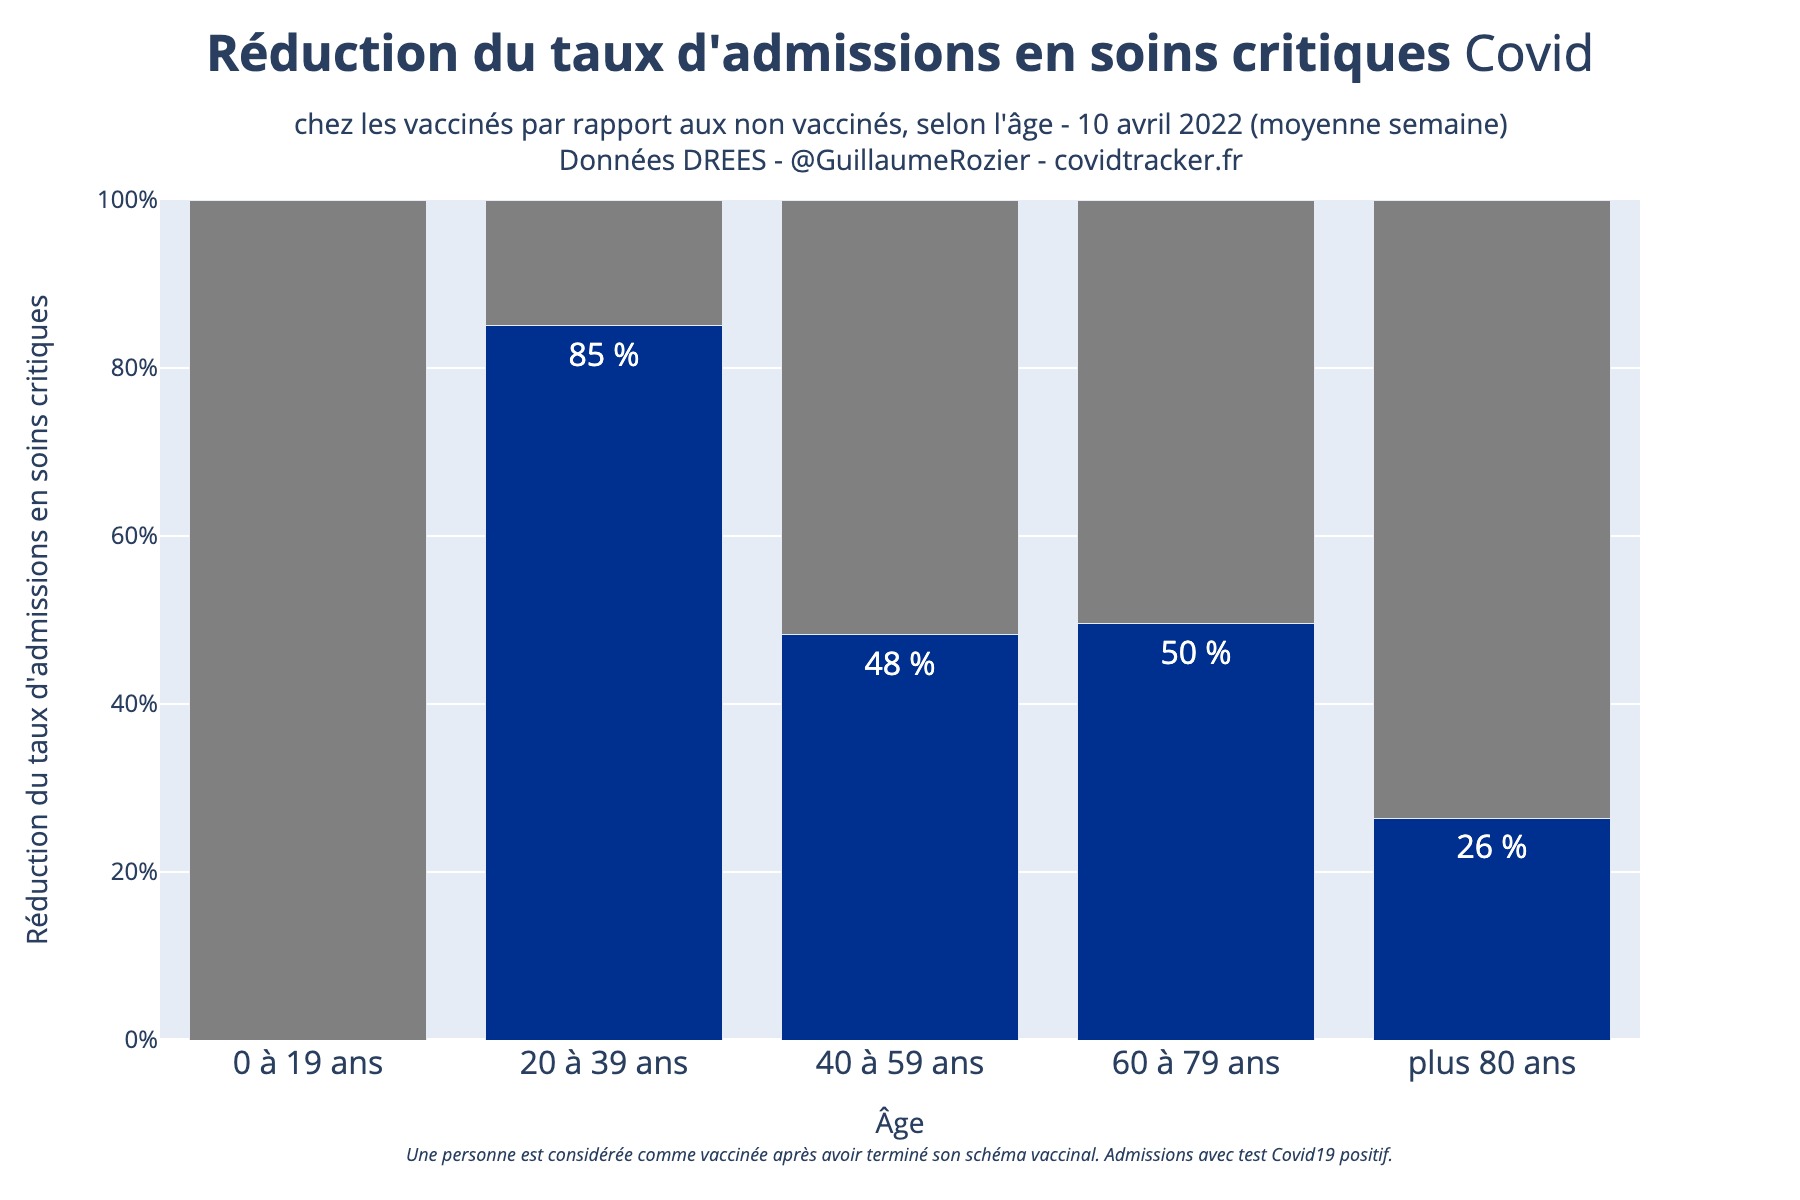 Réduction du taux d'admissions en soins critiques Covid
chez les vaccinés par rapport aux non vaccinés, selon l'âge - 10 avril 2022 (moyenne semaine)
Données DREES - @GuillaumeRozier - covidtracker.fr
Réduction du taux d'admissions en soins critiques
100%
80%
60%
40%
20%
0%
85 %
48 %
50 %
26 %
0 à 19 ans
20 à 39 ans
40 à 59 ans
60 à 79 ans
plus 80 ans
Âge
Une personne est considérée comme vaccinée après avoir terminé son schéma vaccinal. Admissions avec test Covid19 positif.